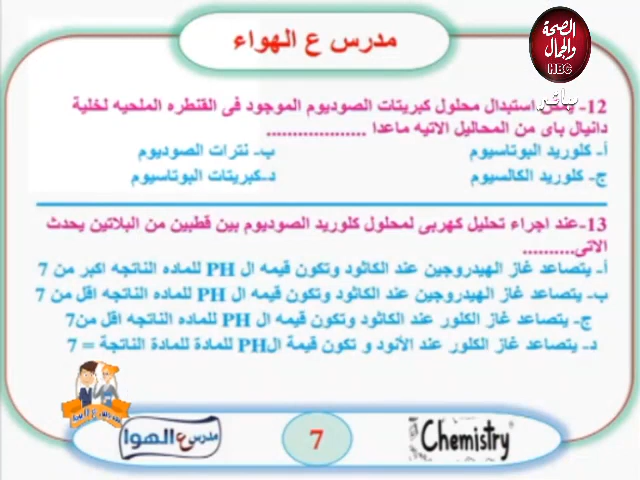 مدرس ع الهواء
الصحة
والجمال
HBC
مباشر
12- يمكن استبدال محلول كبريتات الصوديوم الموجود فى القنطره الملحيه لخلية
دانيال باى من المحاليل الاتيه ماعدا ...................
أ- كلوريد البوتاسيوم ب- نترات الصوديوم
ج- كلوريد الكالسيوم د- كبريتات البوتاسيوم
13-عند اجراء تحليل كهربى لمحلول كلوريد الصوديوم بين قطبين من البلاتين يحدث
الاتى..........
أ- يتصاعد غاز الهيدروجين عند الكاثود وتكون قيمه ال PH للماده الناتجه اكبر من 7
ب- يتصاعد غاز الهيدروجين عند الكاثود وتكون قيمه ال PH للماده الناتجه اقل من 7
ج- يتصاعد غاز الكلور عند الكاثود وتكون قيمه ال PH للماده الناتجه اقل من7
د- يتصاعد غاز الكلور عند الأنود و تكون قيمة الPH للمادة للمادة الناتجة = 7
مدرس ع الهوا
7
Chemistry